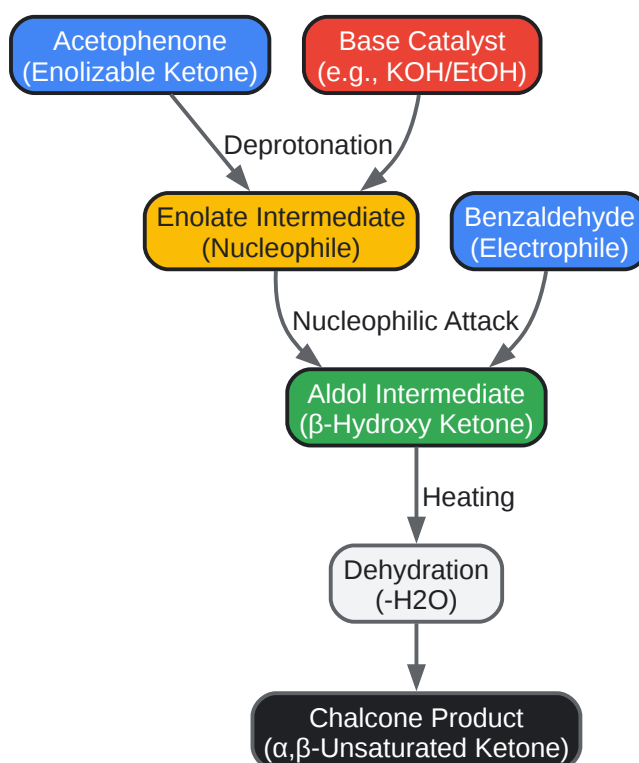 Acetophenone
(Enolizable Ketone)
Base Catalyst
(e.g., KOH/EtOH)
Deprotonation
Enolate Intermediate
(Nucleophile)
Benzaldehyde
(Electrophile)
Nucleophilic Attack
Aldol Intermediate
(β-Hydroxy Ketone)
Heating
Dehydration
(-H2O)
Chalcone Product
(α,β-Unsaturated Ketone)